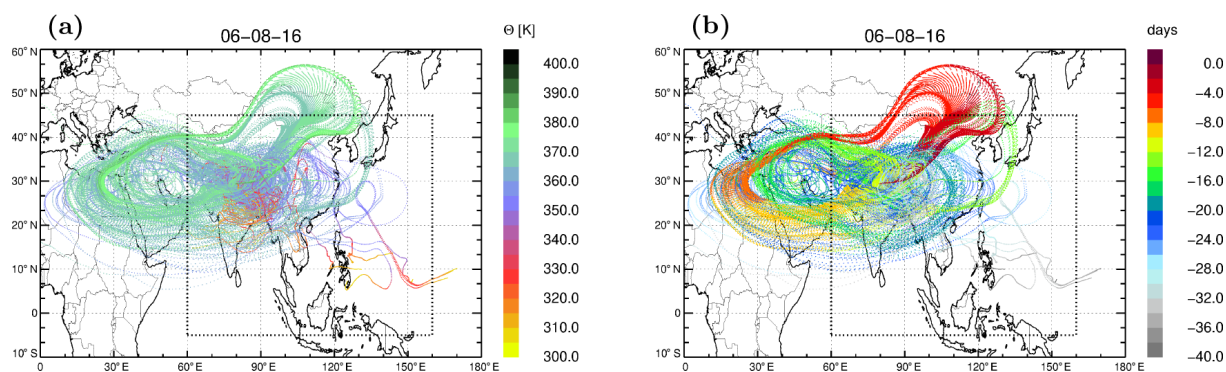 (a)
06−08−16
Θ [K]
60° N
50° N
40° N
30° N
20° N
10° N
0
10° S
0
30° E
60° E
90° E
120° E
150° E
180° E
400.0
390.0
380.0
370.0
360.0
350.0
340.0
330.0
320.0
310.0
300.0
(b)
06−08−16
days
60° N
50° N
40° N
30° N
20° N
10° N
0
10° S
0
30° E
60° E
90° E
120° E
150° E
180° E
0.0
−4.0
−8.0
−12.0
−16.0
−20.0
−24.0
−28.0
−32.0
−36.0
−40.0